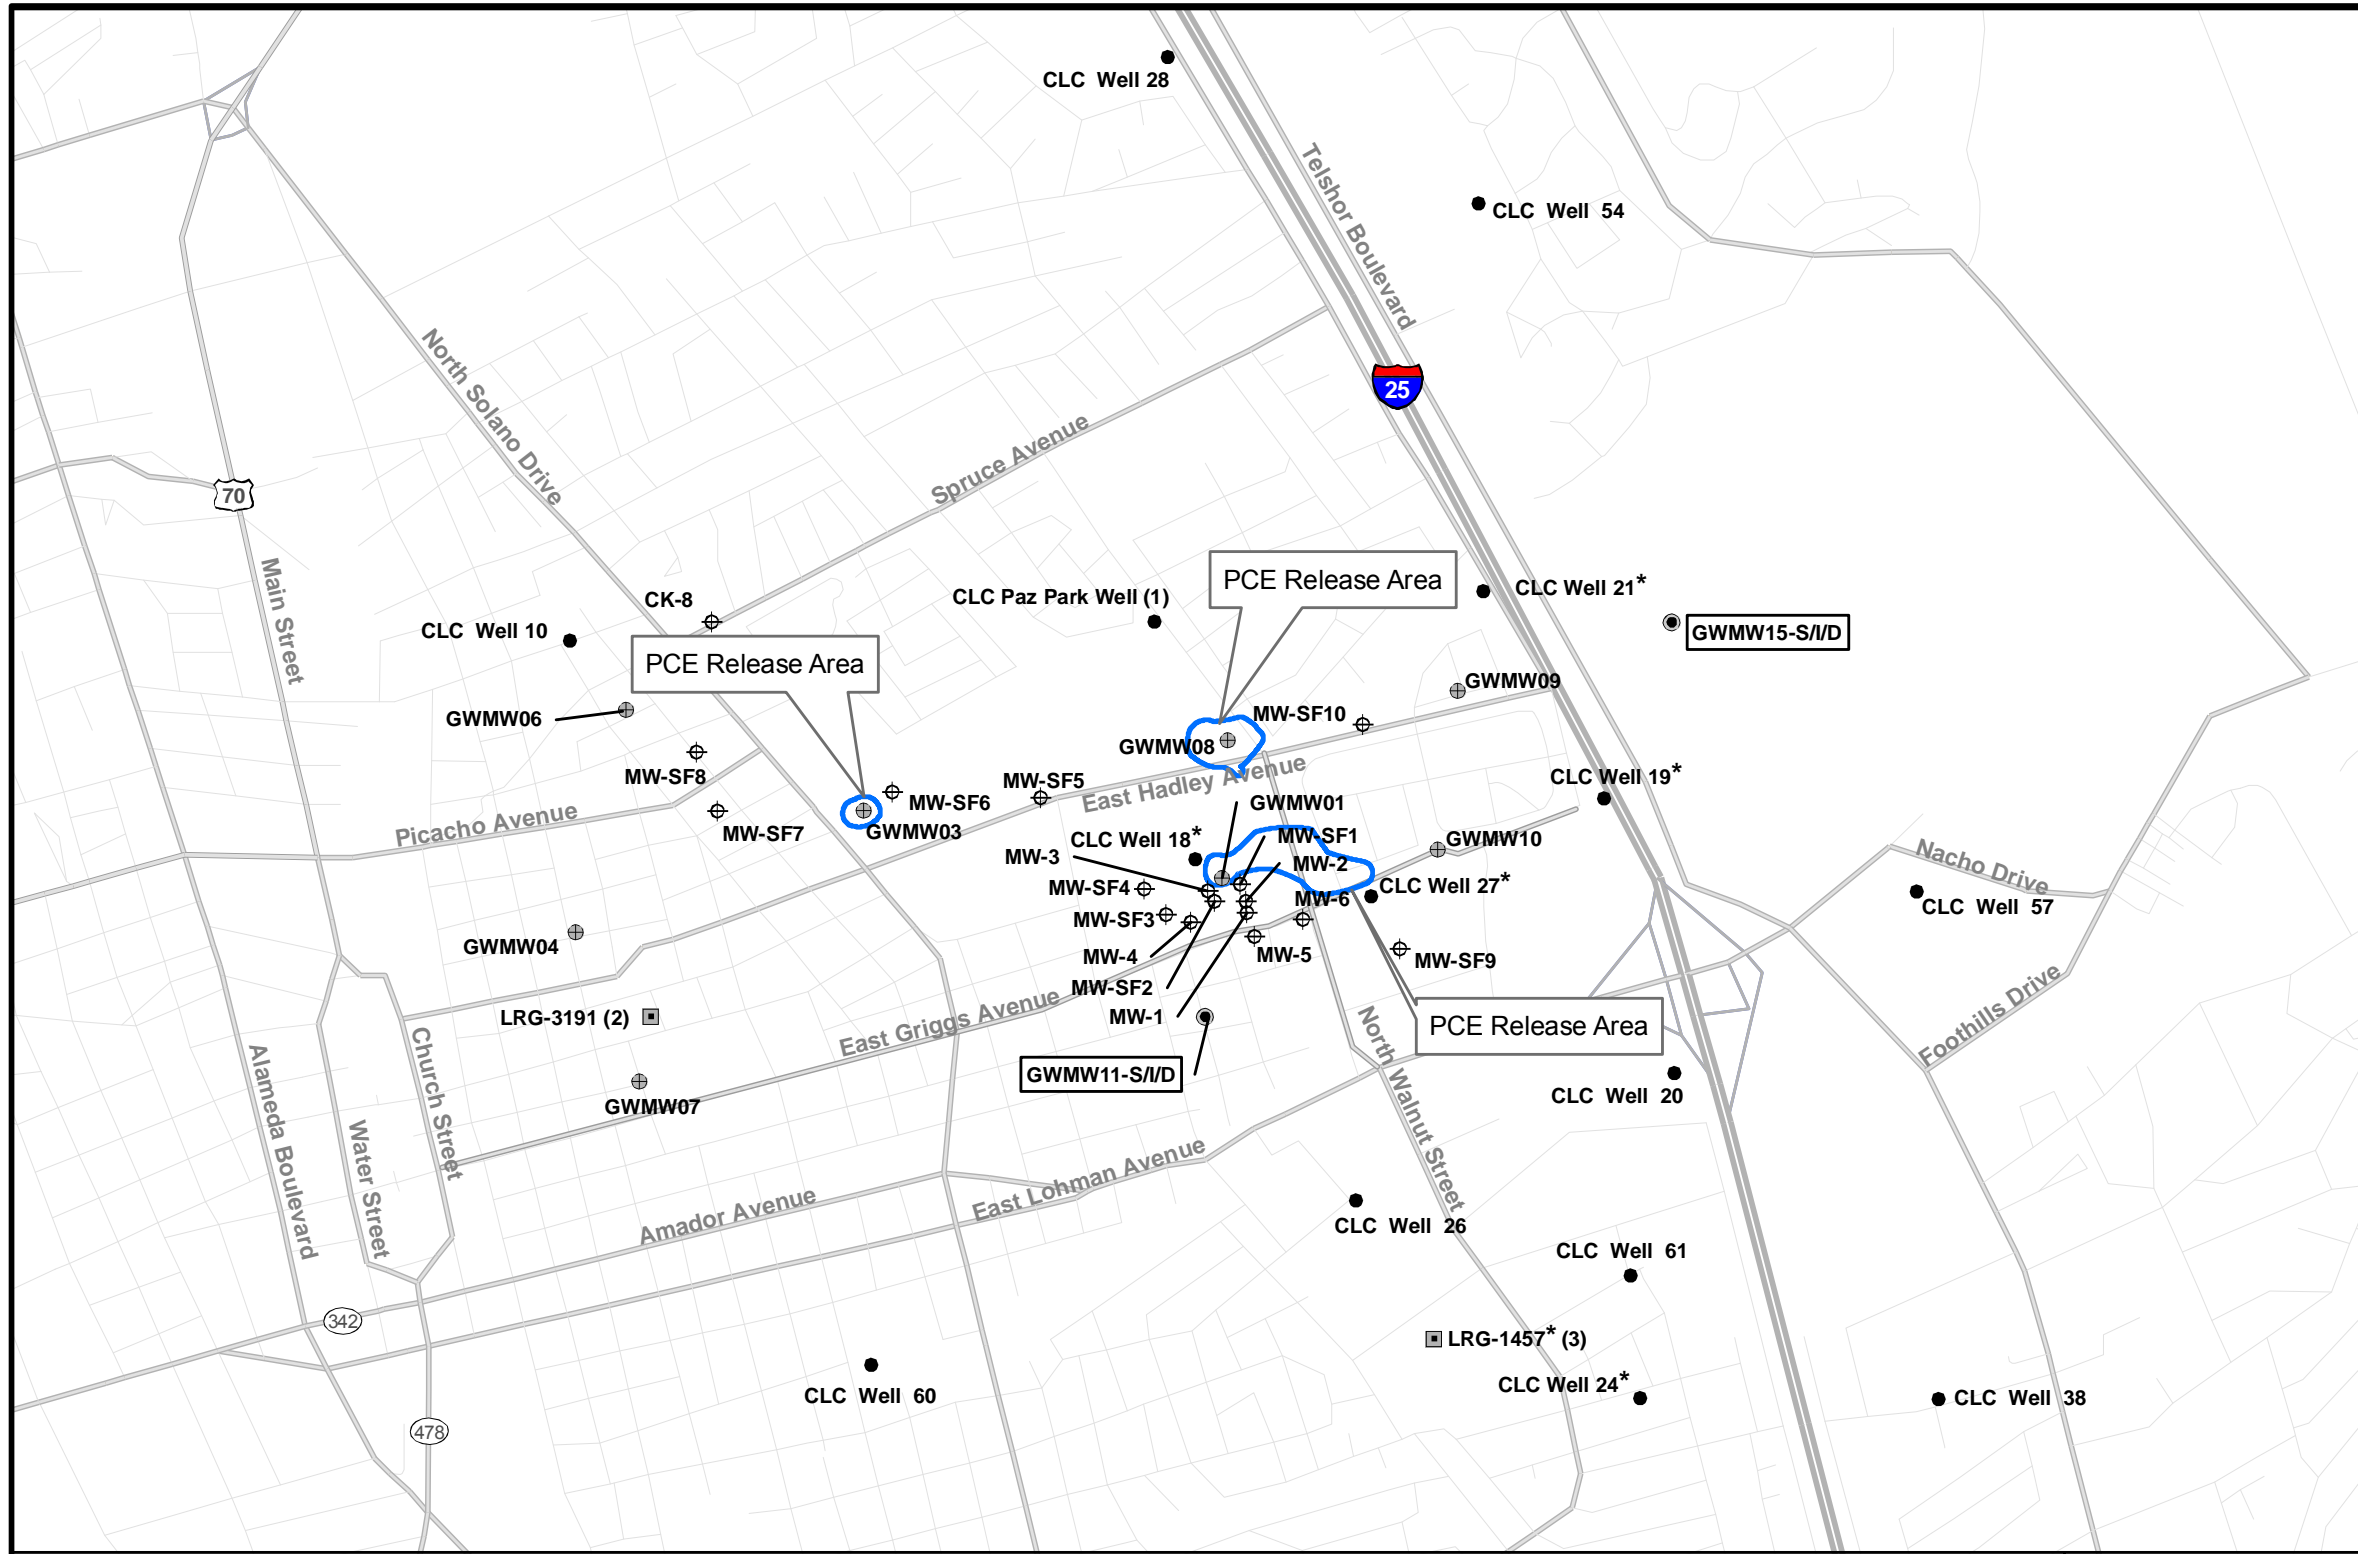 CLC Well 28
Telshor Boulevard
CLC Well 54
North Solano Drive
25
Spruce Avenue
70
Main Street
CK-8
CLC Paz Park Well (1)
PCE Release Area
CLC Well 21*
CLC Well 10
GWMW15-S/I/D
PCE Release Area
GWMW09
GWMW06
MW-SF10
GWMW08
MW-SF8
MW-SF5
East Hadley Avenue
CLC Well 19*
MW-SF6
GWMW01
Picacho Avenue
MW-SF7
GWMW03
CLC Well 18*
MW-SF1
GWMW10
MW-3
MW-2
Nacho Drive
MW-SF4
CLC Well 27*
MW-6
CLC Well 57
MW-SF3
GWMW04
MW-4
MW-5
MW-SF9
MW-SF2
LRG-3191 (2)
MW-1
East Griggs Avenue
PCE Release Area
Foothills Drive
GWMW11-S/I/D
Church Street
North Walnut Street
CLC Well 20
GWMW07
Alameda Boulevard
Water Street
East Lohman Avenue
Amador Avenue
CLC Well 26
CLC Well 61
342
LRG-1457* (3)
CLC Well 24*
CLC Well 60
CLC Well 38
478